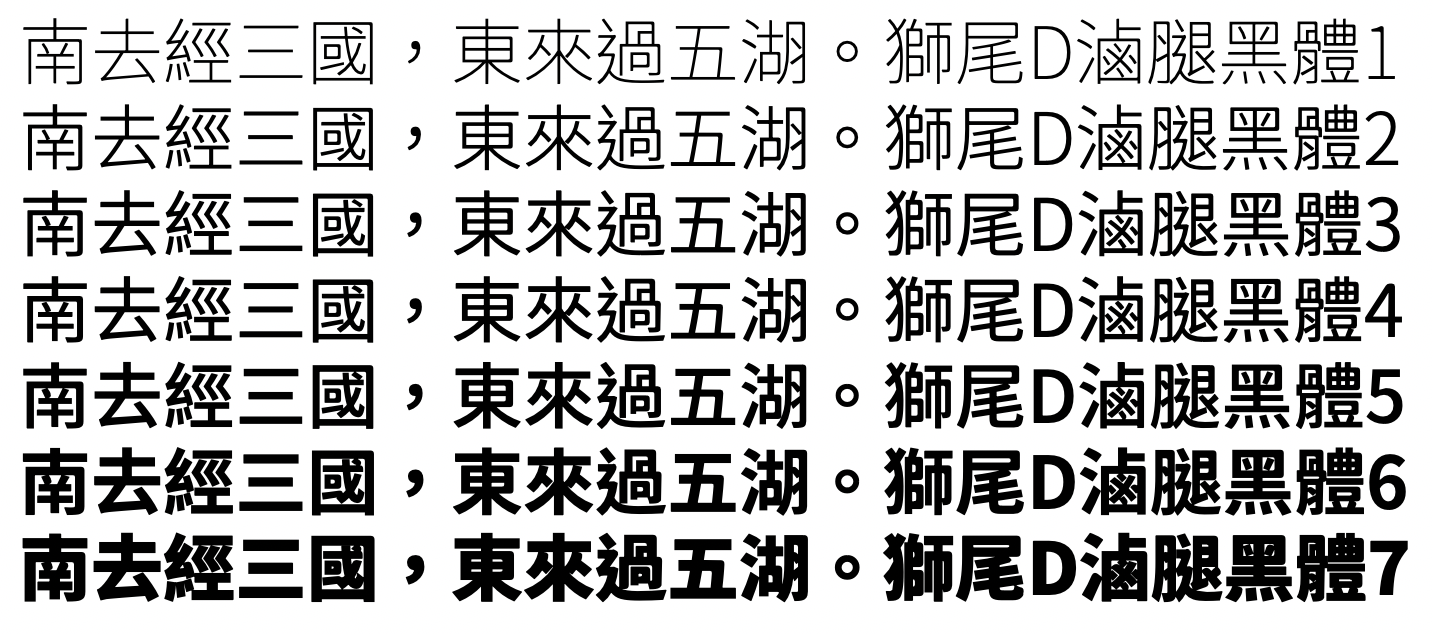 南去經三國，東來過五湖。獅尾D滷腿黑體1
南去經三國，東來過五湖。獅尾D滷腿黑體2
南去經三國，東來過五湖。獅尾D滷腿黑體3
南去經三國，東來過五湖。獅尾D滷腿黑體4
南去經三國，東來過五湖。獅尾D滷腿黑體5
南去經三國，東來過五湖。獅尾D滷腿黑體6
南去經三國，東來過五湖。獅尾D滷腿黑體7